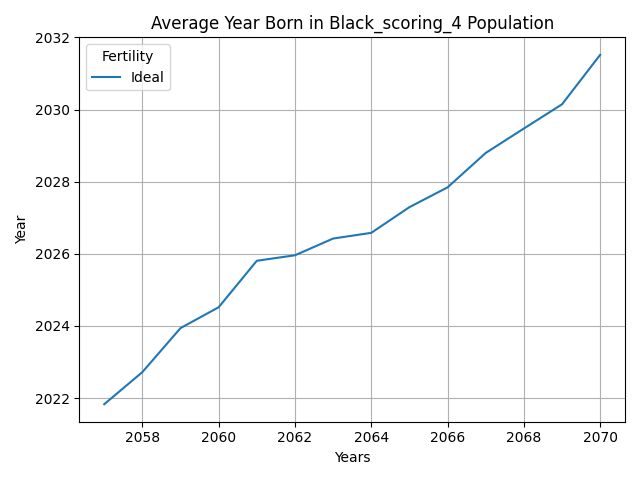 Average Year Born in Black_scoring_4 Population
2032
2030
2028
2026
2024
2022
Year
Fertility
Ideal
2058 2060 2062 2064 2066 2068 2070
Years